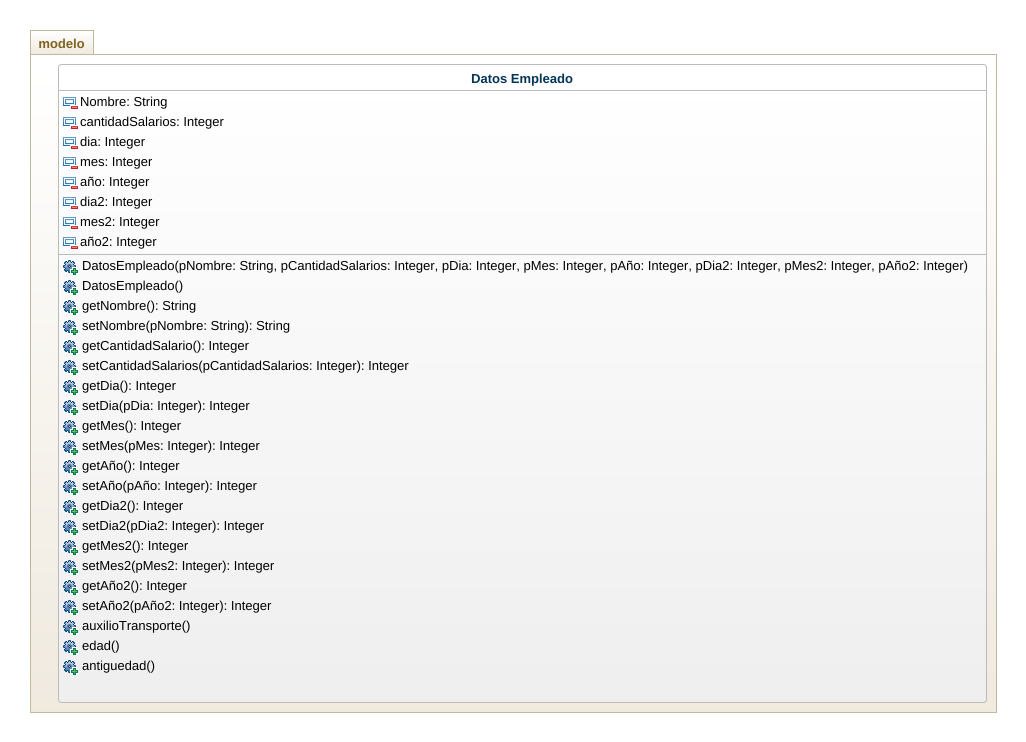 modelo
Datos Empleado
Nombre: String
cantidadSalarios: Integer
dia: Integer
mes: Integer
año: Integer
dia2: Integer
mes2: Integer
año2: Integer
DatosEmpleado(pNombre: String, pCantidadSalarios: Integer, pDia: Integer, pMes: Integer, pAño: Integer, pDia2: Integer, pMes2: Integer, pAño2: Integer)
DatosEmpleado()
getNombre(): String
setNombre(pNombre: String): String
getCantidadSalario(): Integer
setCantidadSalarios(pCantidadSalarios: Integer): Integer
getDia(): Integer
setDia(pDia: Integer): Integer
getMes(): Integer
setMes(pMes: Integer): Integer
getAño(): Integer
setAño(pAño: Integer): Integer
getDia2(): Integer
setDia2(pDia2: Integer): Integer
getMes2(): Integer
setMes2(pMes2: Integer): Integer
getAño2(): Integer
setAño2(pAño2: Integer): Integer
auxilioTransporte()
edad()
antiguedad()